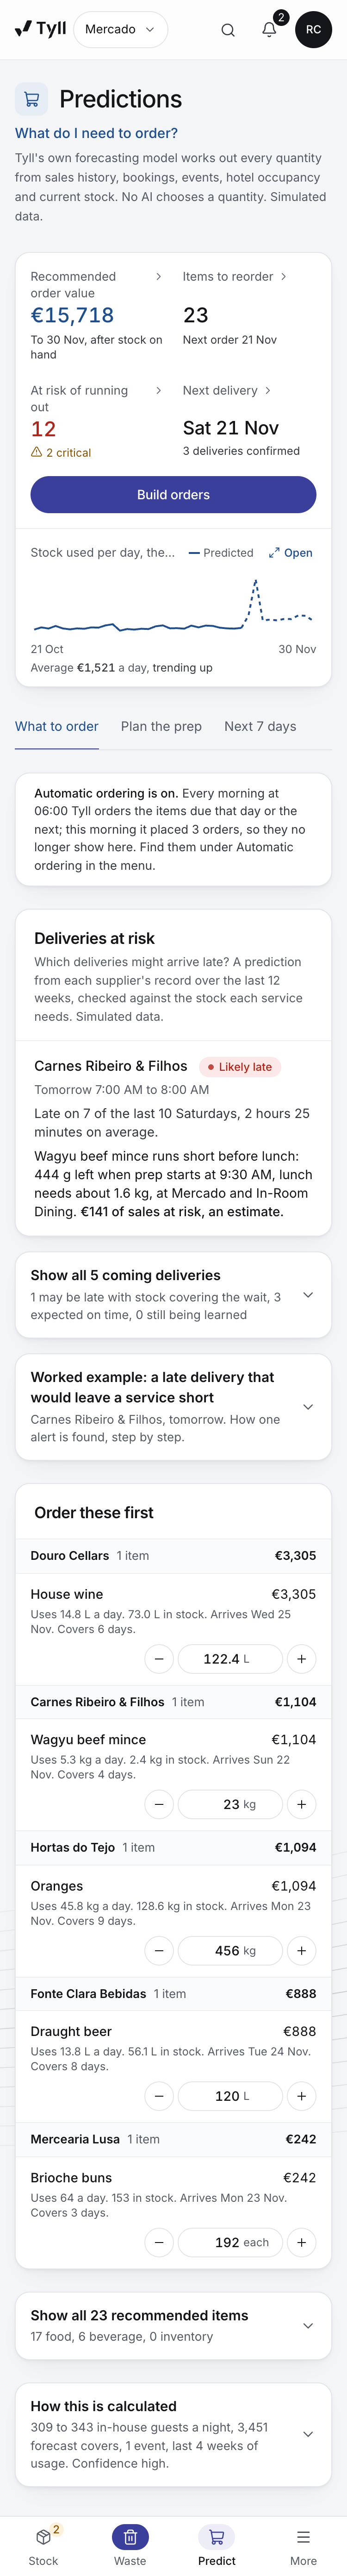 Tyll
Mercado
2
RC
Predictions
What do I need to order?
Tyll's own forecasting model works out every quantity
from sales history, bookings, events, hotel occupancy
and current stock. No AI chooses a quantity. Simulated
data.
Recommended
order value
€15,718
To 30 Nov, after stock on
hand
Items to reorder
23
Next order 21 Nov
At risk of running
out
12
2 critical
Next delivery
Sat 21 Nov
3 deliveries confirmed
Build orders
Stock used per day, the...
Predicted
Open
21 Oct
30 Nov
Average €1,521 a day, trending up
What to order
Plan the prep
Next 7 days
Automatic ordering is on. Every morning at
06:00 Tyll orders the items due that day or the
next; this morning it placed 3 orders, so they no
longer show here. Find them under Automatic
ordering in the menu.
Deliveries at risk
Which deliveries might arrive late? A prediction
from each supplier's record over the last 12
weeks, checked against the stock each service
needs. Simulated data.
Carnes Ribeiro & Filhos
Likely late
Tomorrow 7:00 AM to 8:00 AM
Late on 7 of the last 10 Saturdays, 2 hours 25
minutes on average.
Wagyu beef mince runs short before lunch:
444 g left when prep starts at 9:30 AM, lunch
needs about 1.6 kg, at Mercado and In-Room
Dining. €141 of sales at risk, an estimate.
Show all 5 coming deliveries
1 may be late with stock covering the wait, 3
expected on time, 0 still being learned
Worked example: a late delivery that
would leave a service short
Carnes Ribeiro & Filhos, tomorrow. How one
alert is found, step by step.
Order these first
Douro Cellars 1 item €3,305
House wine €3,305
Uses 14.8 L a day. 73.0 L in stock. Arrives Wed 25
Nov. Covers 6 days.
− 122.4 L +
Carnes Ribeiro & Filhos 1 item €1,104
Wagyu beef mince €1,104
Uses 5.3 kg a day. 2.4 kg in stock. Arrives Sun 22
Nov. Covers 4 days.
− 23 kg +
Hortas do Tejo 1 item €1,094
Oranges €1,094
Uses 45.8 kg a day. 128.6 kg in stock. Arrives Mon 23
Nov. Covers 9 days.
− 456 kg +
Fonte Clara Bebidas 1 item €888
Draught beer €888
Uses 13.8 L a day. 56.1 L in stock. Arrives Tue 24 Nov.
Covers 8 days.
− 120 L +
Mercearia Lusa 1 item €242
Brioche buns €242
Uses 64 a day. 153 in stock. Arrives Mon 23 Nov.
Covers 3 days.
− 192 each +
Show all 23 recommended items
17 food, 6 beverage, 0 inventory
How this is calculated
309 to 343 in-house guests a night, 3,451
forecast covers, 1 event, last 4 weeks of
usage. Confidence high.
2
Stock
Waste
Predict
More